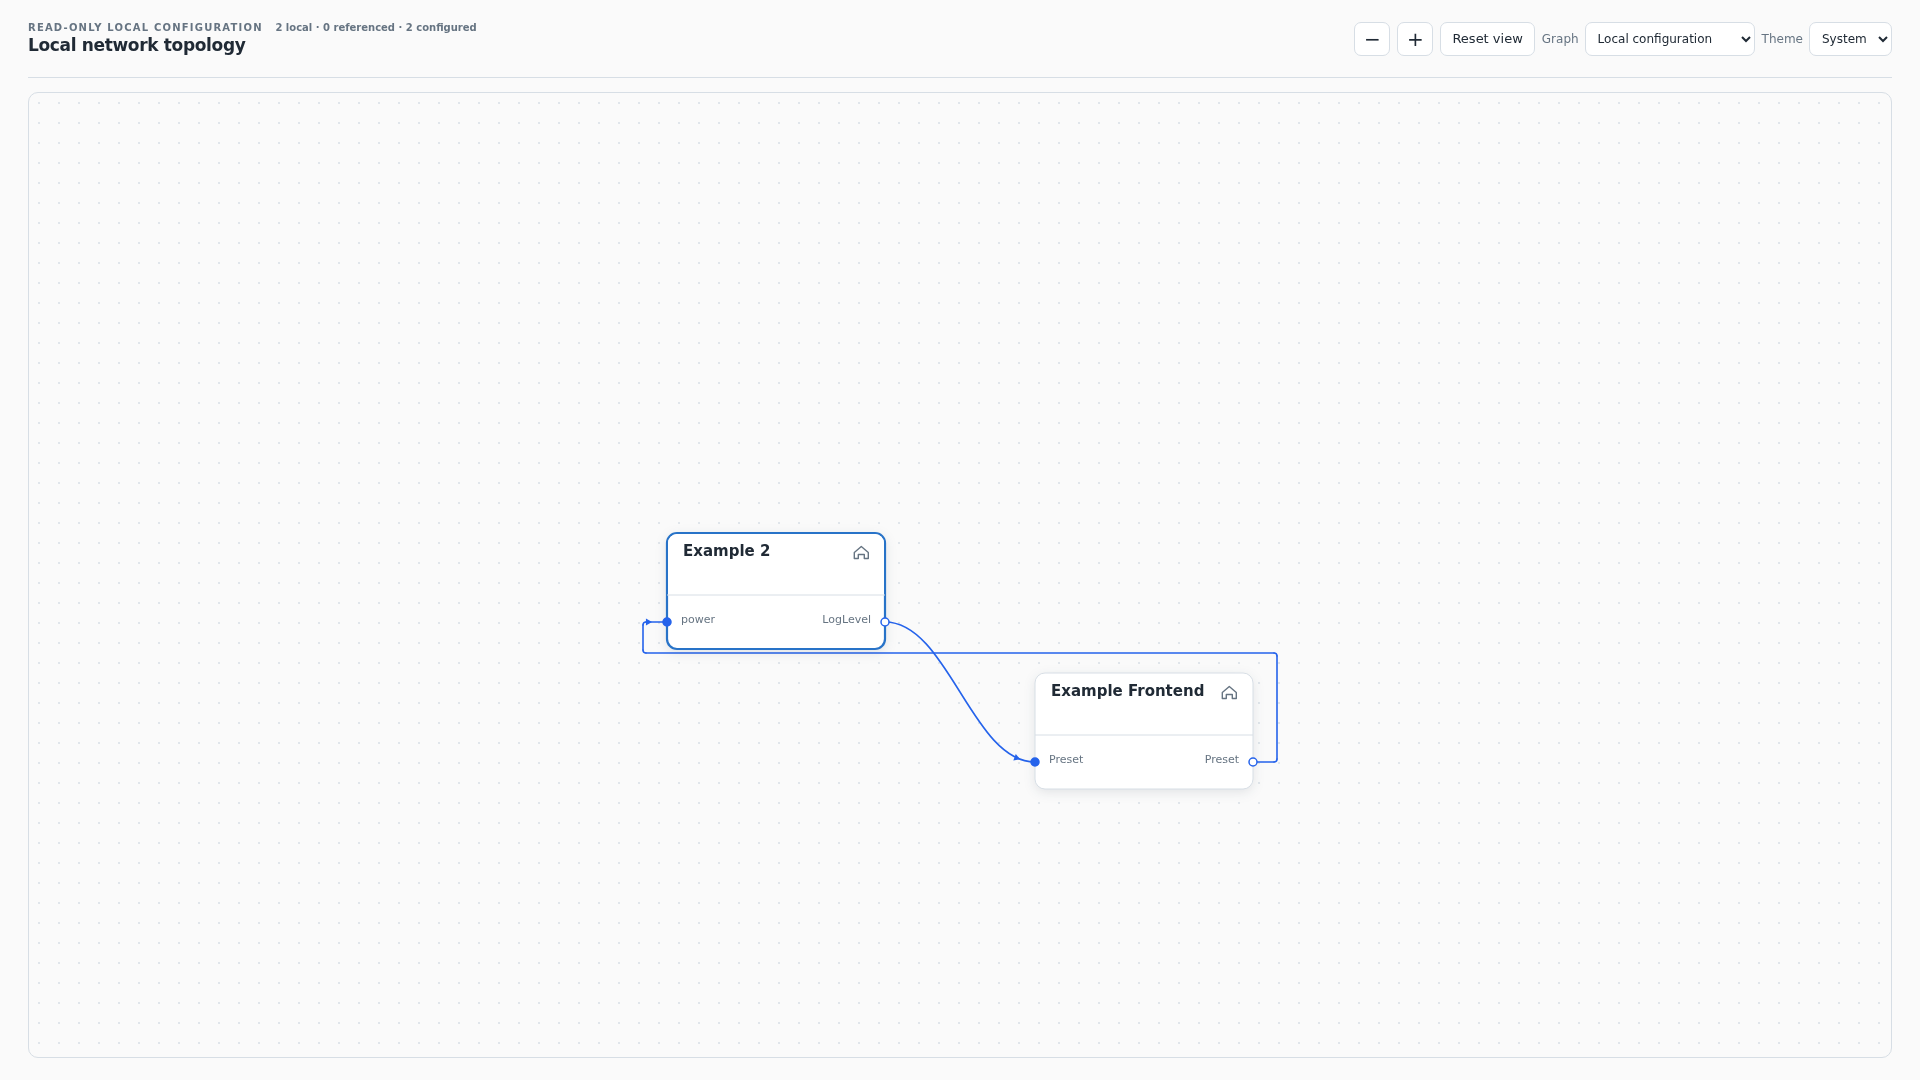 READ-ONLY LOCAL CONFIGURATION 2 local · 0 referenced · 2 configured
Local network topology
− + Reset view Graph Local configuration Theme System
Example 2
power LogLevel
Example Frontend
Preset Preset